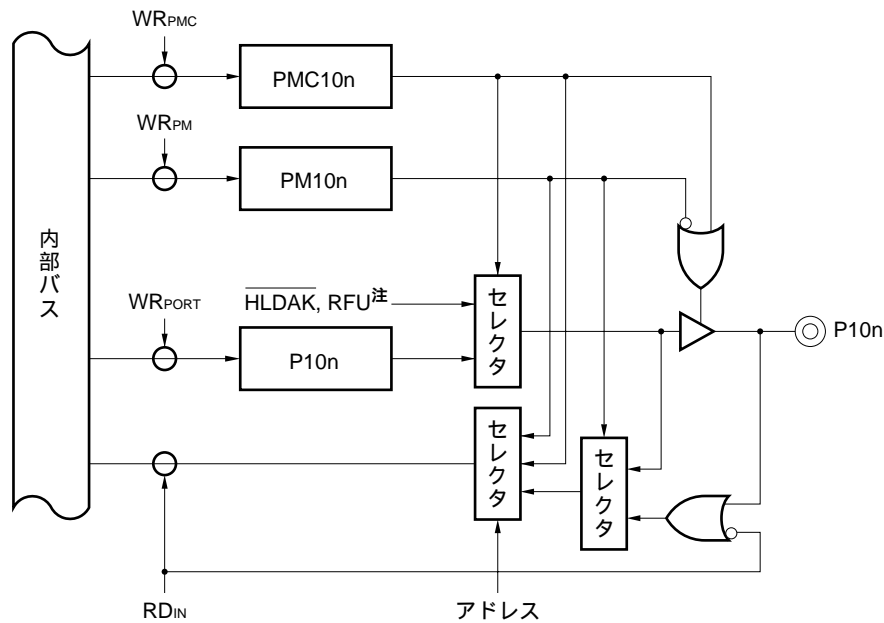 WRPMC
PMC10n
WRPM
PM10n
内部バス
WRPORT
HLDAK, RFU注
P10n
セレクタ
P10n
セレクタ
セレクタ
RDIN
アドレス